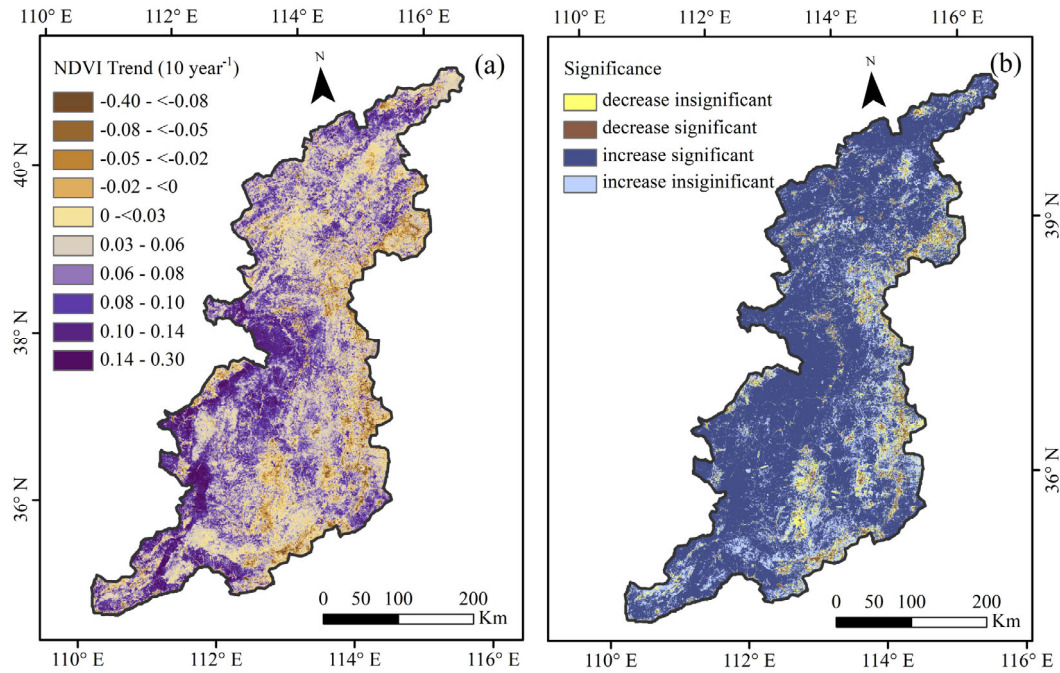 110° E 112° E 114° E 116° E
NDVI Trend (10 year-1)
-0.40 - <-0.08
-0.08 - <-0.05
-0.05 - <-0.02
-0.02 - <0
0 -<0.03
0.03 - 0.06
0.06 - 0.08
0.08 - 0.10
0.10 - 0.14
0.14 - 0.30
N
(a)
40° N
38° N
36° N
0 50 100 200
Km
110° E 112° E 114° E 116° E
110° E 112° E 114° E 116° E
Significance
decrease insignificant
decrease significant
increase significant
increase insiginificant
N
(b)
39° N
36° N
0 50 100 200
Km
110° E 112° E 114° E 116° E